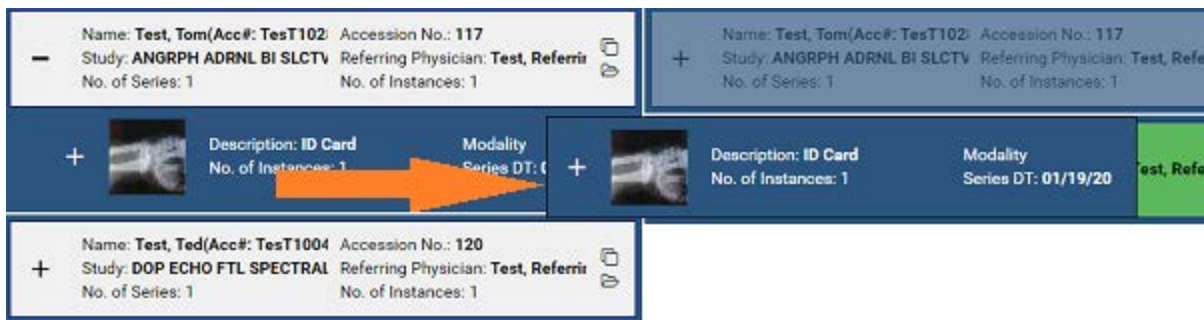 Name: Test, Tom(Acc#: TesT102 Accession No.: 117
Study: ANGRPH ADRNL BI SLCTV Referring Physician: Test, Referrin
No. of Series: 1 No. of Instances: 1
Name: Test, Tom(Acc#: TesT102 Accession No.: 117
Study: ANGRPH ADRNL BI SLCTV Referring Physician: Test, Refe
No. of Series: 1 No. of Instances: 1
Description: ID Card Modality
No. of Instances: 1 Series DT: 0
Description: ID Card Modality
No. of Instances: 1 Series DT: 01/19/20
Test, Refe
Name: Test, Ted(Acc#: TesT1004 Accession No.: 120
Study: DOP ECHO FTL SPECTRAL Referring Physician: Test, Referrin
No. of Series: 1 No. of Instances: 1